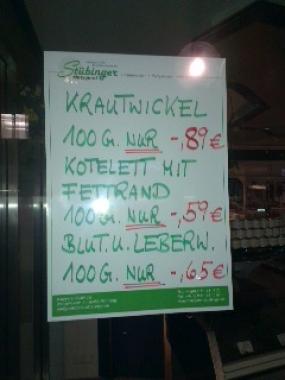 Stübinger
KRAUTWICKEL
100 G. NUR -,89 €
KOTELETT MIT
FETTRAND
100 G. NUR -,59 €
BLUT. U. LEBERW.
100 G. NUR -,65 €